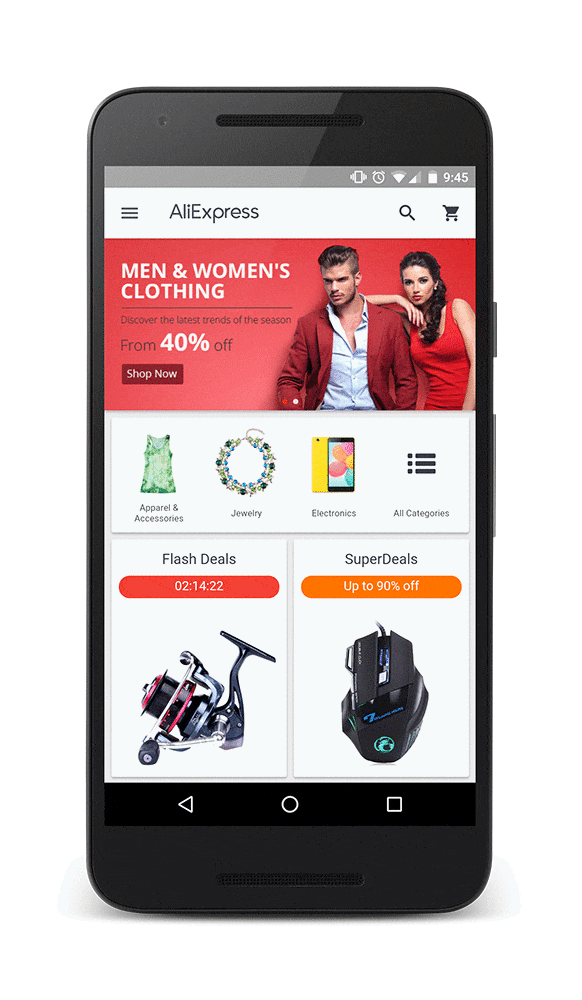 9:45
AliExpress
MEN & WOMEN'S
CLOTHING
Discover the latest trends of the season
From 40% off
Shop Now
Apparel &
Accessories
Jewelry
Electronics
All Categories
Flash Deals
SuperDeals
02:14:22
Up to 90% off